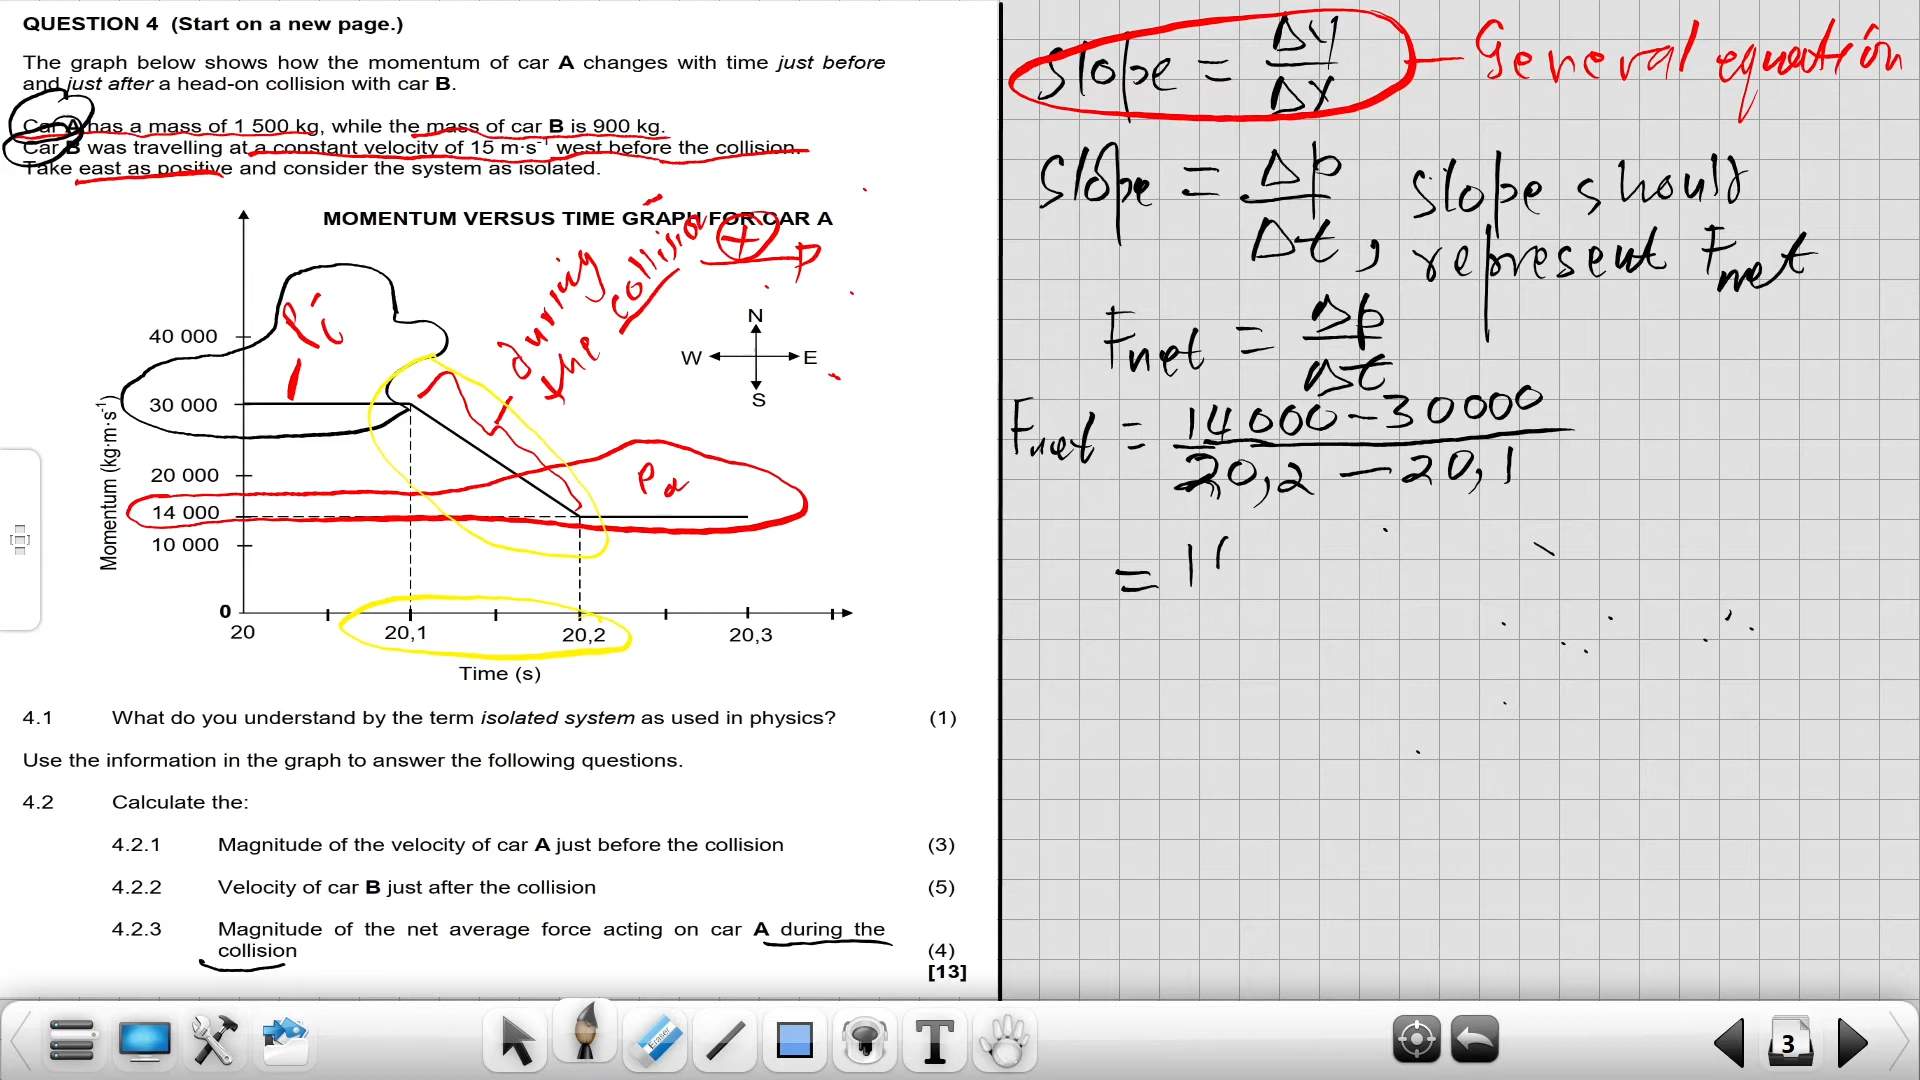 QUESTION 4 (Start on a new page.)
The graph below shows how the momentum of car A changes with time just before
and just after a head-on collision with car B.
Car A has a mass of 1 500 kg, while the mass of car B is 900 kg.
Car B was travelling at a constant velocity of 15 m·s⁻¹ west before the collision.
Take east as positive and consider the system as isolated.
MOMENTUM VERSUS TIME GRAPH FOR CAR A
during
the collision
+
P
Pi
Pa
N
W E
S
Momentum (kg·m·s⁻¹)
40 000
30 000
20 000
14 000
10 000
0
20 20,1 20,2 20,3
Time (s)
4.1 What do you understand by the term isolated system as used in physics? (1)
Use the information in the graph to answer the following questions.
4.2 Calculate the:
4.2.1 Magnitude of the velocity of car A just before the collision (3)
4.2.2 Velocity of car B just after the collision (5)
4.2.3 Magnitude of the net average force acting on car A during the
collision (4)
[13]
slope = Δy/Δx – General equation
slope = Δp/Δt, slope should
represent Fnet
Fnet = Δp/Δt
Fnet = 14000 – 30000
20,2 – 20,1
= 1
Eraser
T
3